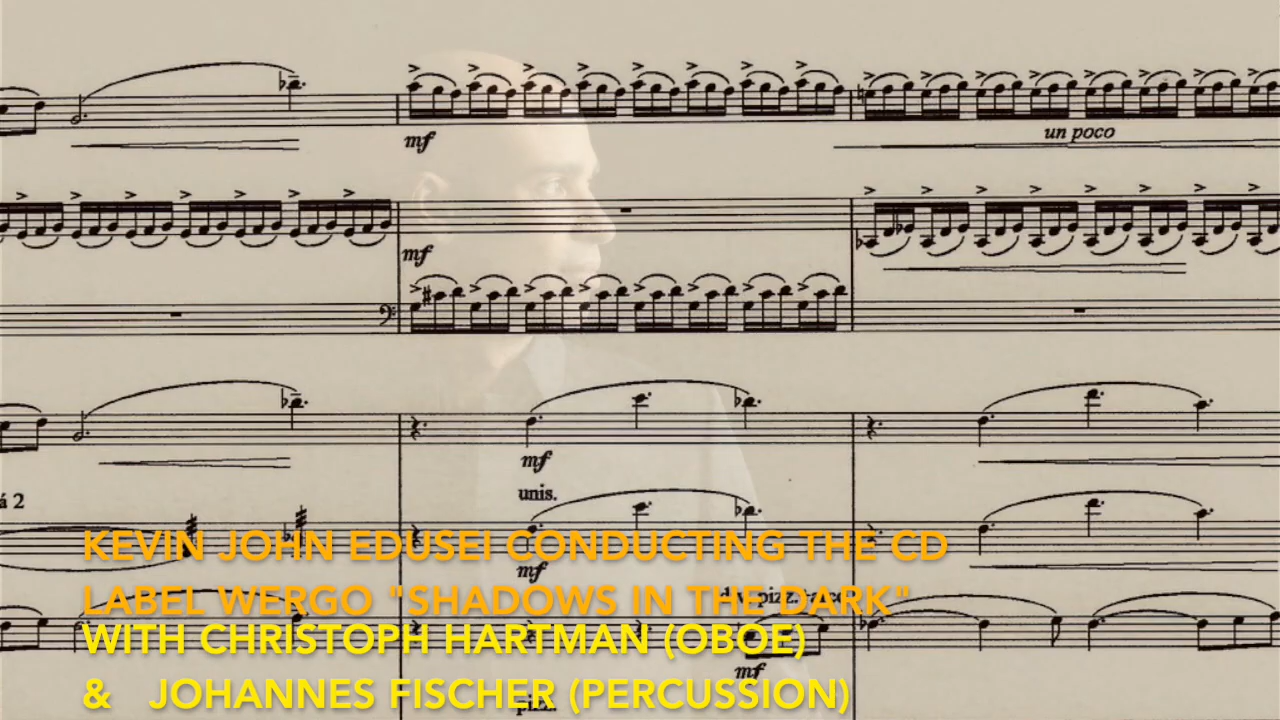 mf
un poco
mf
mf
unis.
á 2
mf
KEVIN JOHN EDUSEI CONDUCTING THE CD
LABEL WERGO "SHADOWS IN THE DARK"
WITH CHRISTOPH HARTMAN (OBOE)
mf
& JOHANNES FISCHER (PERCUSSION)
pizz.